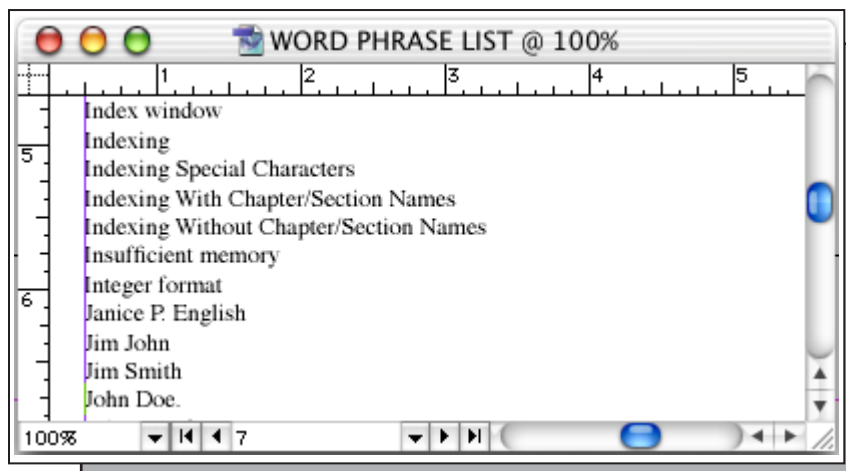 WORD PHRASE LIST @ 100%
1 2 3 4 5
Index window
Indexing
5
Indexing Special Characters
Indexing With Chapter/Section Names
Indexing Without Chapter/Section Names
Insufficient memory
Integer format
6
Janice P. English
Jim John
Jim Smith
John Doe.
100% 7